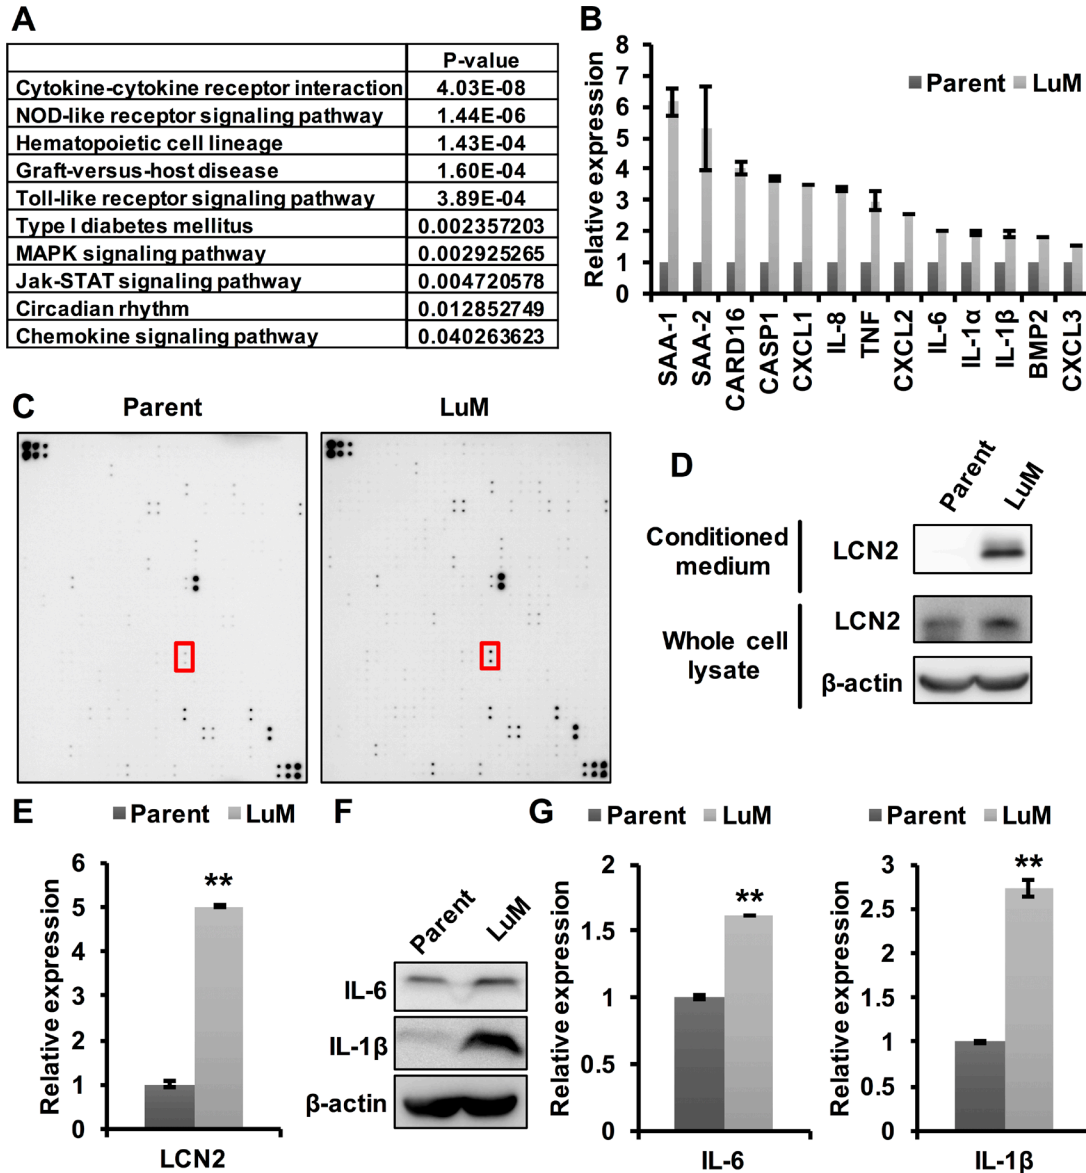 A
P-value
Cytokine-cytokine receptor interaction 4.03E-08
NOD-like receptor signaling pathway 1.44E-06
Hematopoietic cell lineage 1.43E-04
Graft-versus-host disease 1.60E-04
Toll-like receptor signaling pathway 3.89E-04
Type I diabetes mellitus 0.002357203
MAPK signaling pathway 0.002925265
Jak-STAT signaling pathway 0.004720578
Circadian rhythm 0.012852749
Chemokine signaling pathway 0.040263623
B
Relative expression
8
7
6
5
4
3
2
1
0
Parent LuM
SAA-1
SAA-2
CARD16
CASP1
CXCL1
IL-8
TNF
CXCL2
IL-6
IL-1α
IL-1β
BMP2
CXCL3
C
Parent LuM
D
Parent
LuM
Conditioned
medium
LCN2
Whole cell
lysate
LCN2
β-actin
E
Parent LuM
Relative expression
6
5
4
3
2
1
0
**
LCN2
F
Parent
LuM
IL-6
IL-1β
β-actin
G
Parent LuM
Relative expression
2
1.5
1
0.5
0
**
IL-6
Parent LuM
Relative expression
3
2.5
2
1.5
1
0.5
0
**
IL-1β